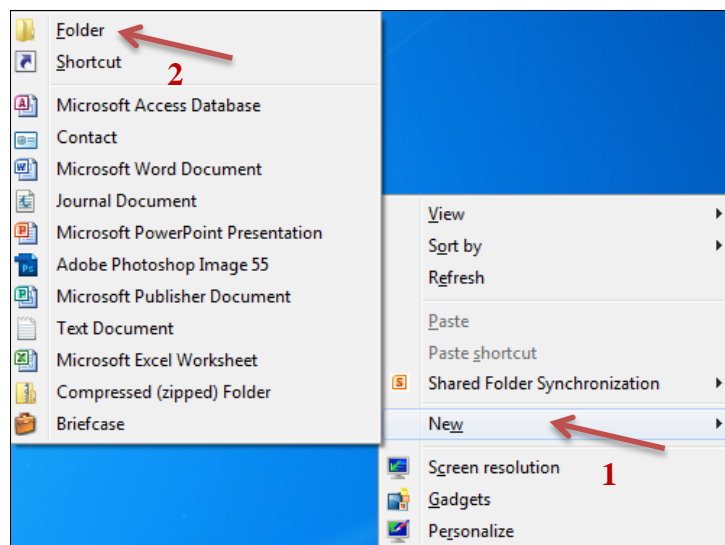 Folder
Shortcut
2
Microsoft Access Database
Contact
Microsoft Word Document
Journal Document
Microsoft PowerPoint Presentation
Adobe Photoshop Image 55
Microsoft Publisher Document
Text Document
Microsoft Excel Worksheet
Compressed (zipped) Folder
Briefcase
View
Sort by
Refresh
Paste
Paste shortcut
Shared Folder Synchronization
New
1
Screen resolution
Gadgets
Personalize